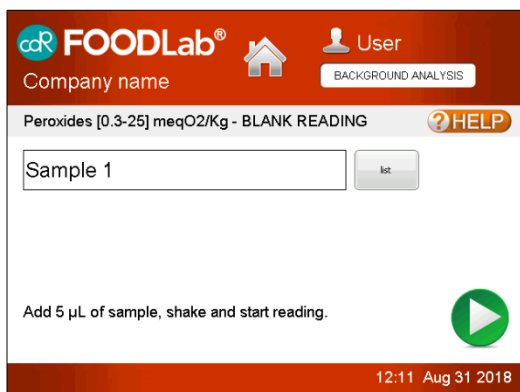 cdR FOODLab®
User
Company name
BACKGROUND ANALYSIS
Peroxides [0.3-25] meqO2/Kg - BLANK READING
?HELP
Sample 1
list
Add 5 µL of sample, shake and start reading.
12:11 Aug 31 2018